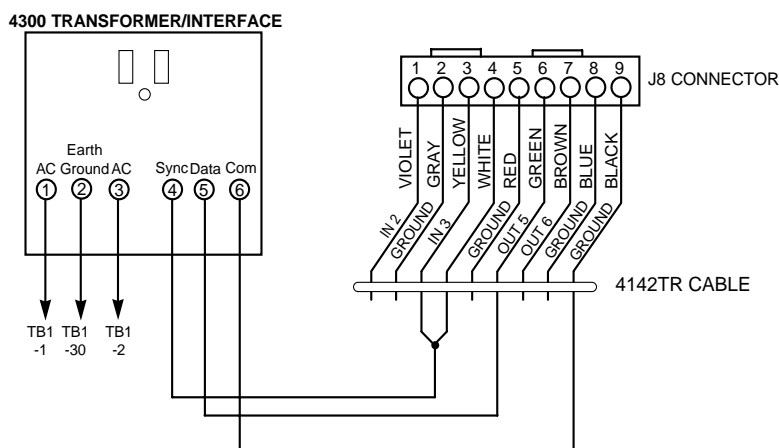 4300 TRANSFORMER/INTERFACE
Earth
AC Ground AC
Sync Data Com
1 2 3 4 5 6
TB1
-1
TB1
-30
TB1
-2
1 2 3 4 5 6 7 8 9
J8 CONNECTOR
VIOLET
GRAY
YELLOW
WHITE
RED
GREEN
BROWN
BLUE
BLACK
IN 2
GROUND
IN 3
GROUND
OUT 5
OUT 6
GROUND
GROUND
4142TR CABLE